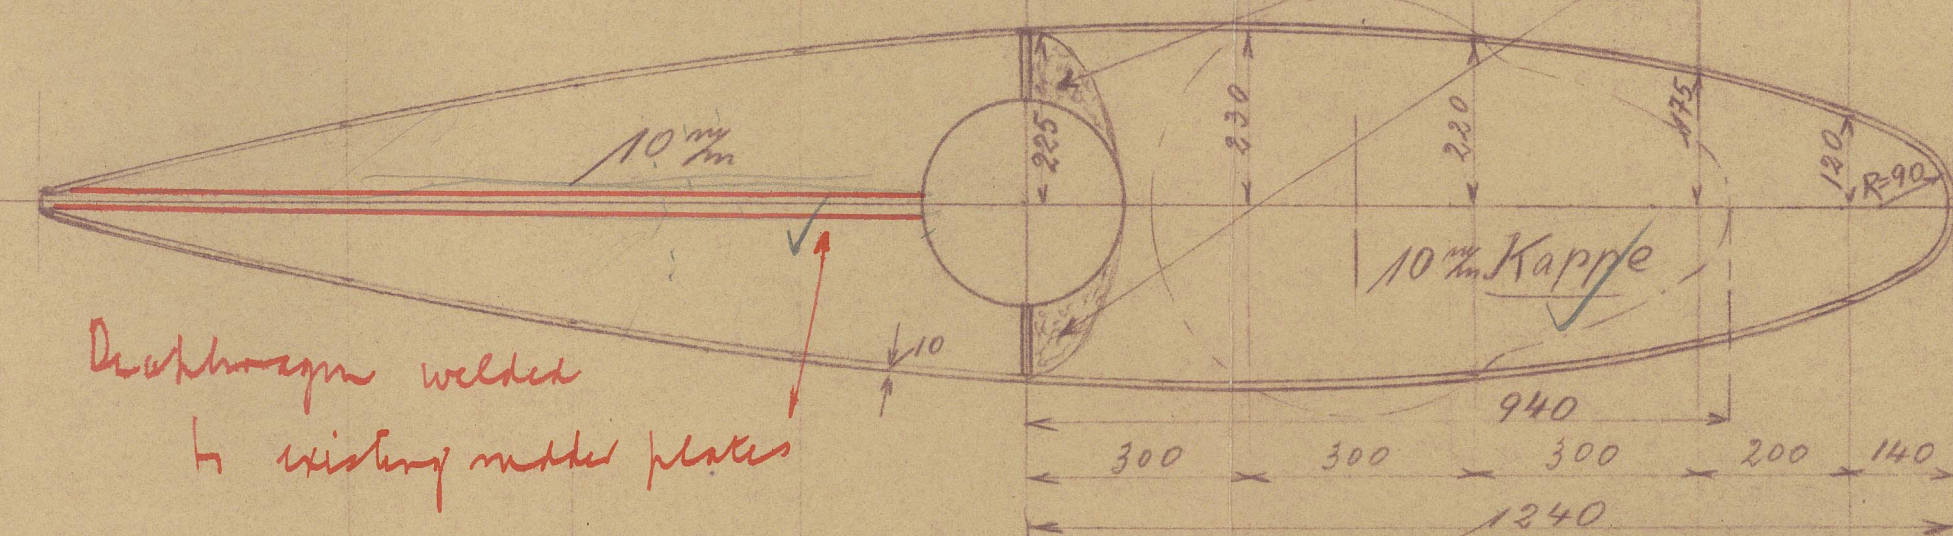 10 m/m
225
230
220
175
120
R=90
10 m/m Kappe
10
Diaphragm welded
to existing rudder plates
940
300 300 300 200 140
1240